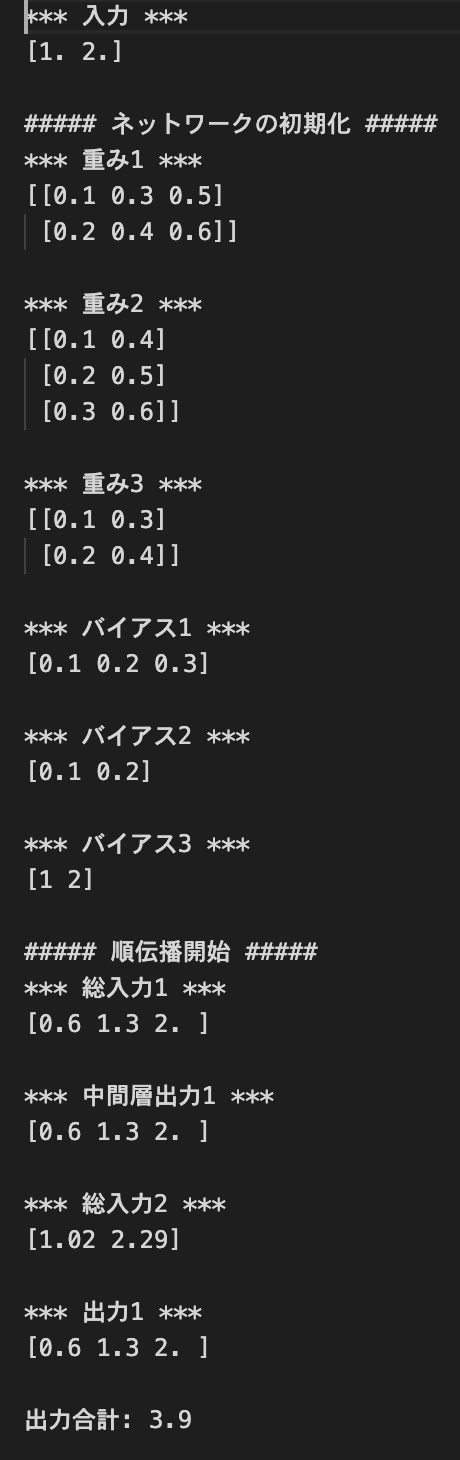 *** 入力 ***
[1. 2.]
##### ネットワークの初期化 #####
*** 重み1 ***
[[0.1 0.3 0.5]
[0.2 0.4 0.6]]
*** 重み2 ***
[[0.1 0.4]
[0.2 0.5]
[0.3 0.6]]
*** 重み3 ***
[[0.1 0.3]
[0.2 0.4]]
*** バイアス1 ***
[0.1 0.2 0.3]
*** バイアス2 ***
[0.1 0.2]
*** バイアス3 ***
[1 2]
##### 順伝播開始 #####
*** 総入力1 ***
[0.6 1.3 2. ]
*** 中間層出力1 ***
[0.6 1.3 2. ]
*** 総入力2 ***
[1.02 2.29]
*** 出力1 ***
[0.6 1.3 2. ]
出力合計: 3.9